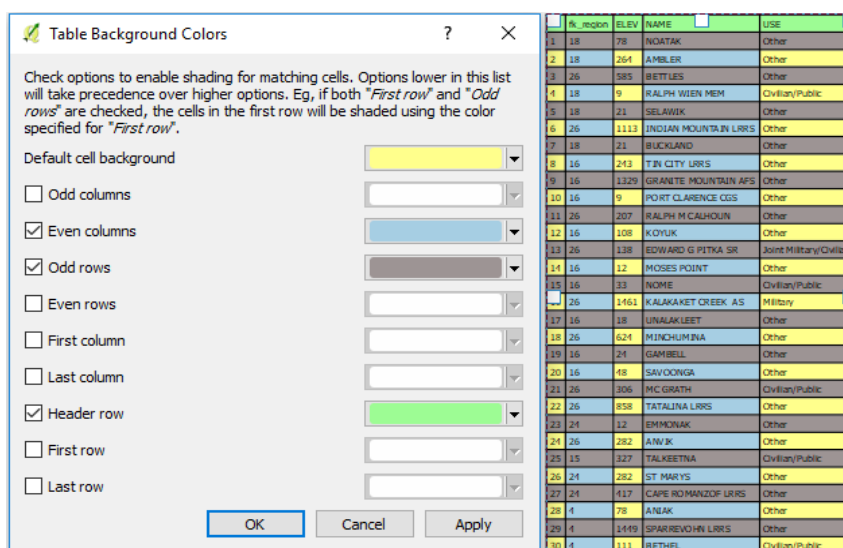 Table Background Colors
?
Check options to enable shading for matching cells. Options lower in this list
will take precedence over higher options. Eg, if both "First row" and "Odd
rows" are checked, the cells in the first row will be shaded using the color
specified for "First row".
Default cell background
Odd columns
Even columns
Odd rows
Even rows
First column
Last column
Header row
First row
Last row
OK Cancel Apply
fk_region ELEV NAME USE
1 18 78 NOATAK Other
2 18 264 AMBLER Other
3 26 585 BETTLES Other
4 18 9 RALPH WIEN MEM Civilian/Public
5 18 21 SELAWIK Other
6 26 1113 INDIAN MOUNTAIN LRRS Other
7 18 21 BUCKLAND Other
8 16 243 TIN CITY LRRS Other
9 16 1329 GRANITE MOUNTAIN AFS Other
10 16 9 PORT CLARENCE CGS Other
11 26 207 RALPH M CALHOUN Other
12 16 108 KOYUK Other
13 26 138 EDWARD G PITKA SR Joint Military/Civilia
14 16 12 MOSES POINT Other
15 16 33 NOME Civilian/Public
26 1461 KALAKAKET CREEK AS Military
17 16 18 UNALAKLEET Other
18 26 624 MINCHUMINA Other
19 16 24 GAMBELL Other
20 16 48 SAVOONGA Other
21 26 306 MC GRATH Civilian/Public
22 26 858 TATALINA LRRS Other
23 24 12 EMMONAK Other
24 26 282 ANVIK Other
25 15 327 TALKEETNA Civilian/Public
26 24 282 ST MARYS Other
27 24 417 CAPE ROMANZOF LRRS Other
28 4 78 ANIAK Other
29 4 1449 SPARREVOHN LRRS Other
30 4 111 BETHEL Civilian/Public